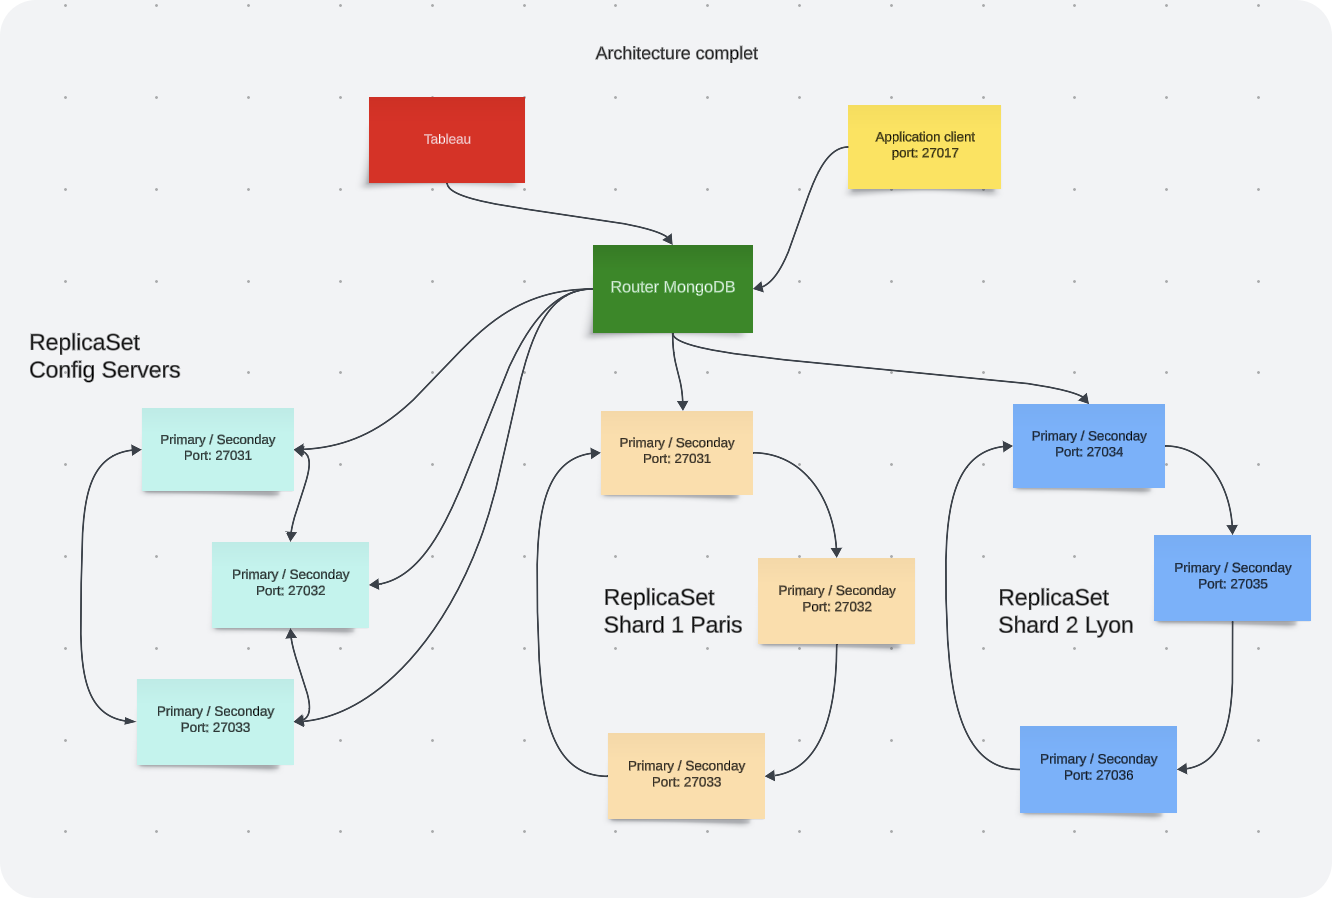 Architecture complet
Tableau
Application client
port: 27017
Router MongoDB
ReplicaSet
Config Servers
Primary / Seconday
Port: 27031
Primary / Seconday
Port: 27032
Primary / Seconday
Port: 27033
Primary / Seconday
Port: 27031
ReplicaSet
Shard 1 Paris
Primary / Seconday
Port: 27032
Primary / Seconday
Port: 27033
Primary / Seconday
Port: 27034
ReplicaSet
Shard 2 Lyon
Primary / Seconday
Port: 27035
Primary / Seconday
Port: 27036